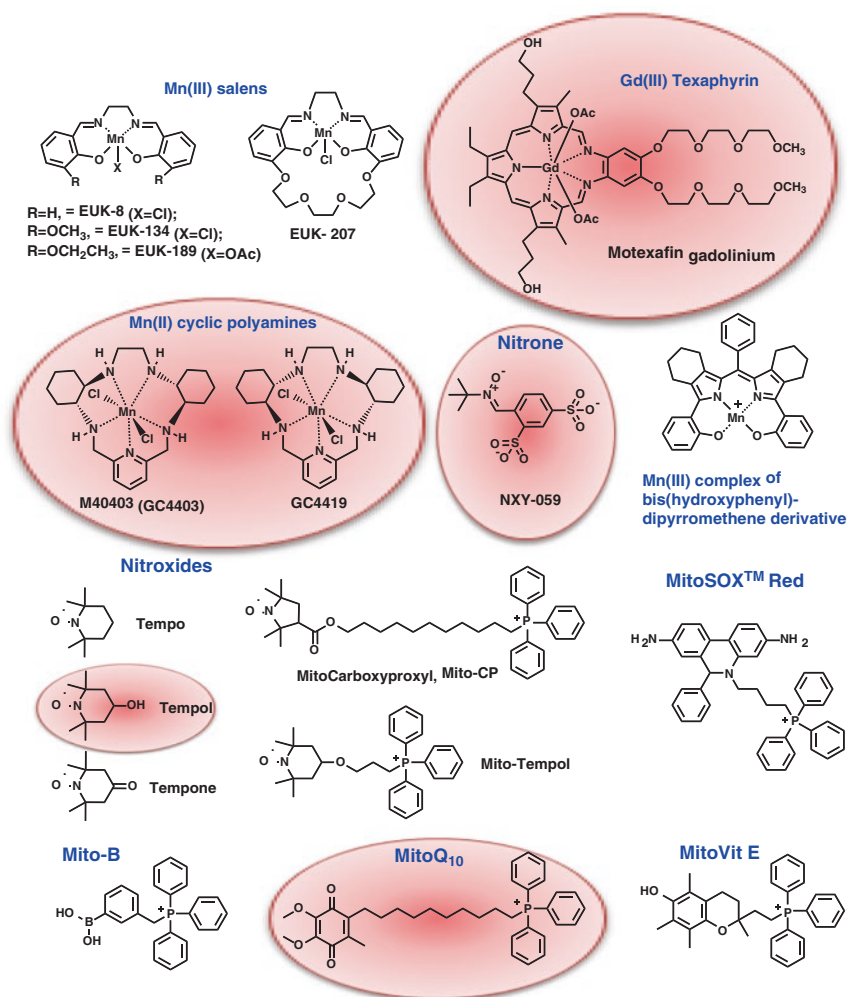 Mn(III) salens
N
N
Mn
O
O
R
X
R
N
N
Mn
O
Cl
O
O
O
O
O
R=H, = EUK-8 (X=Cl);
R=OCH3, = EUK-134 (X=Cl);
R=OCH2CH3, = EUK-189 (X=OAc)
EUK- 207
Gd(III) Texaphyrin
OH
OAc
N
N
N
Gd
N
N
OAc
O
O
O
O
OCH3
O
O
O
O
OCH3
OH
Motexafin gadolinium
Mn(II) cyclic polyamines
H
N
N
H
Cl
Mn
Cl
H
N
N
H
N
M40403 (GC4403)
H
N
N
H
Cl
Mn
Cl
H
N
N
H
N
GC4419
Nitrone
O-
N
+
S
O
O
O-
S
O
O
-O
NXY-059
N
N
+
Mn
O
O
Mn(III) complex of
bis(hydroxyphenyl)-
dipyrromethene derivative
Nitroxides
O
N
Tempo
O
N
OH
Tempol
O
N
O
Tempone
O
N
O
O
P
+
MitoCarboxyproxyl, Mito-CP
O
N
O
P
+
Mito-Tempol
MitoSOX™ Red
H2N
NH2
N
P
+
Mito-B
HO
B
OH
P
+
MitoQ10
O
O
O
O
P
+
MitoVit E
HO
O
P
+